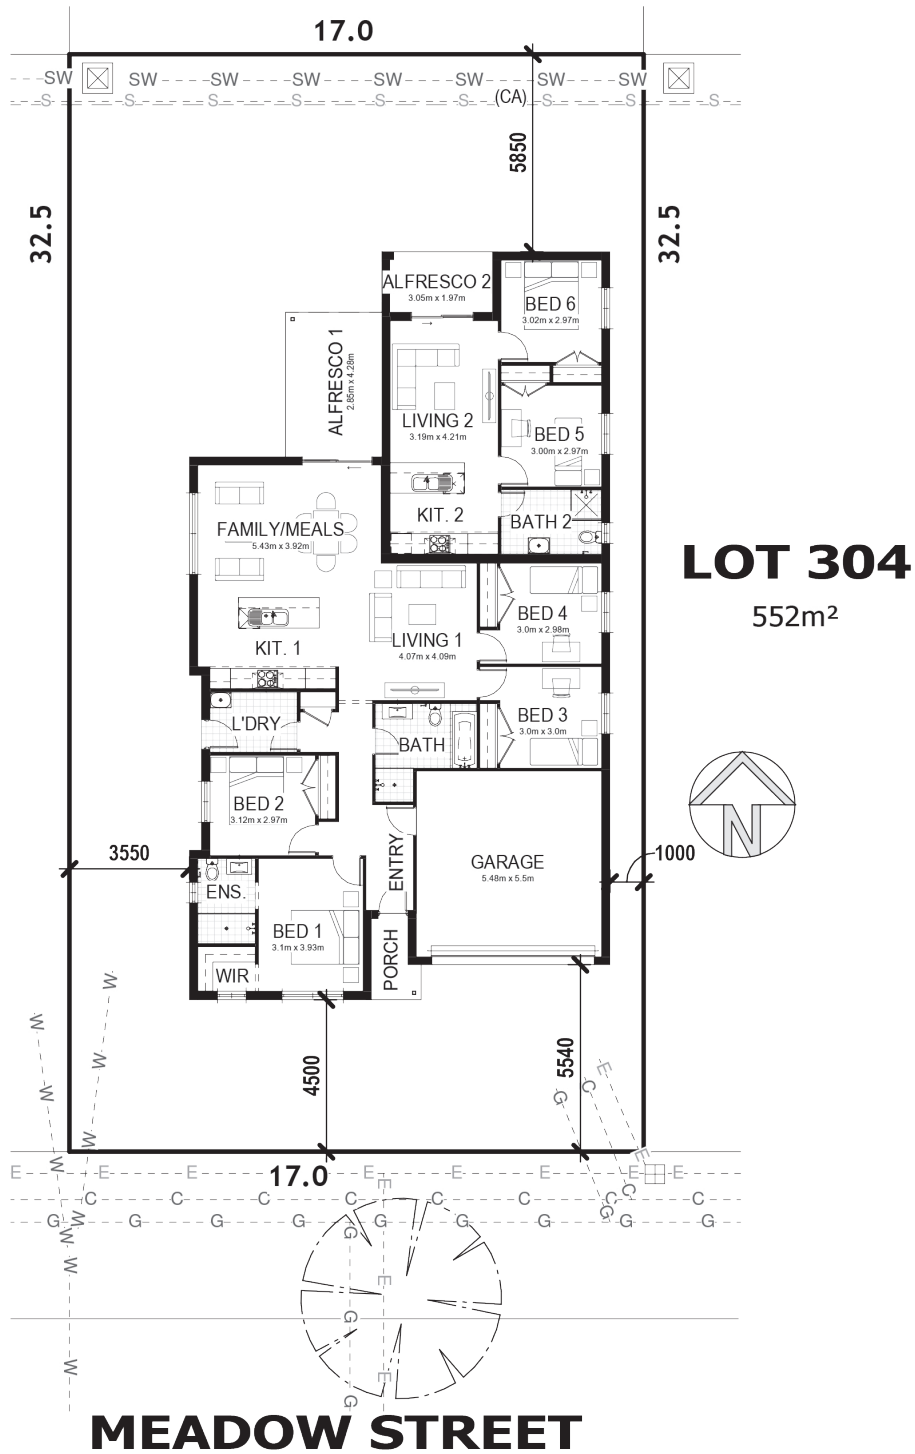 17.0
SW SW SW SW SW SW SW SW
S S S S S S S S S
(CA)
5850
32.5
32.5
ALFRESCO 2
3.05m x 1.97m
BED 6
3.02m x 2.97m
ALFRESCO 1
2.85m x 4.28m
LIVING 2
3.19m x 4.21m
BED 5
3.00m x 2.97m
KIT. 2
BATH 2
FAMILY/MEALS
5.43m x 3.92m
LOT 304
552m²
BED 4
3.0m x 2.98m
LIVING 1
4.07m x 4.09m
KIT. 1
BED 3
3.0m x 3.0m
L'DRY
BATH
BED 2
3.12m x 2.97m
N
3550
1000
ENTRY
GARAGE
5.48m x 5.5m
ENS.
BED 1
3.1m x 3.93m
PORCH
WIR
W W W W W W W W W W W
4500
5540
G C E
E C G
17.0
E E E E E E E
C C C C C C C C
G G G G G G G G
E G E G E G
MEADOW STREET